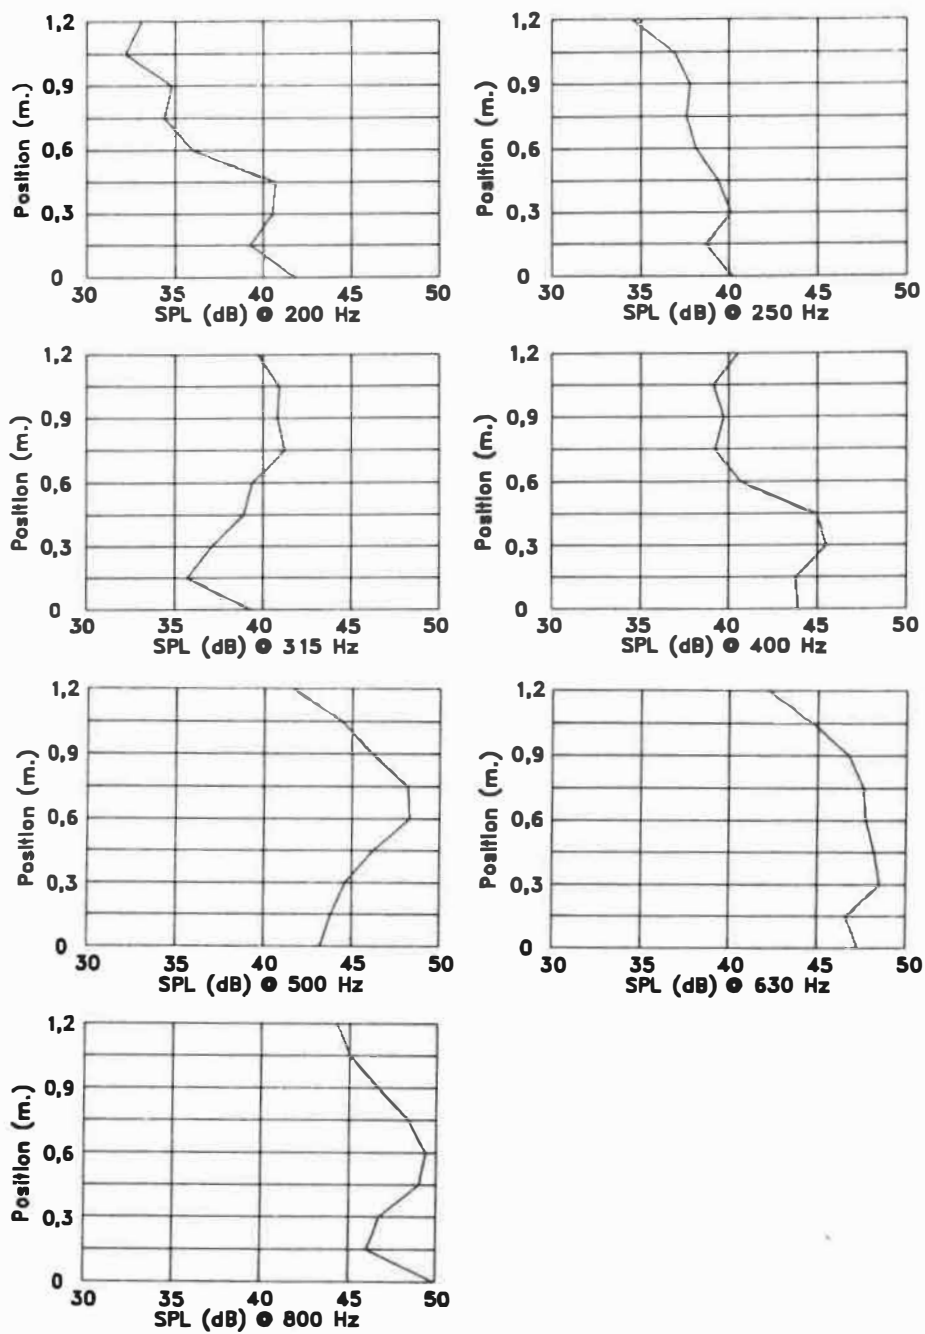 1,2
0,9
0,6
0,3
0
Position (m.)
30 35 40 45 50
SPL (dB) @ 200 Hz
1,2
0,9
0,6
0,3
0
Position (m.)
30 35 40 45 50
SPL (dB) @ 250 Hz
1,2
0,9
0,6
0,3
0
Position (m.)
30 35 40 45 50
SPL (dB) @ 315 Hz
1,2
0,9
0,6
0,3
0
Position (m.)
30 35 40 45 50
SPL (dB) @ 400 Hz
1,2
0,9
0,6
0,3
0
Position (m.)
30 35 40 45 50
SPL (dB) @ 500 Hz
1,2
0,9
0,6
0,3
0
Position (m.)
30 35 40 45 50
SPL (dB) @ 630 Hz
1,2
0,9
0,6
0,3
0
Position (m.)
30 35 40 45 50
SPL (dB) @ 800 Hz